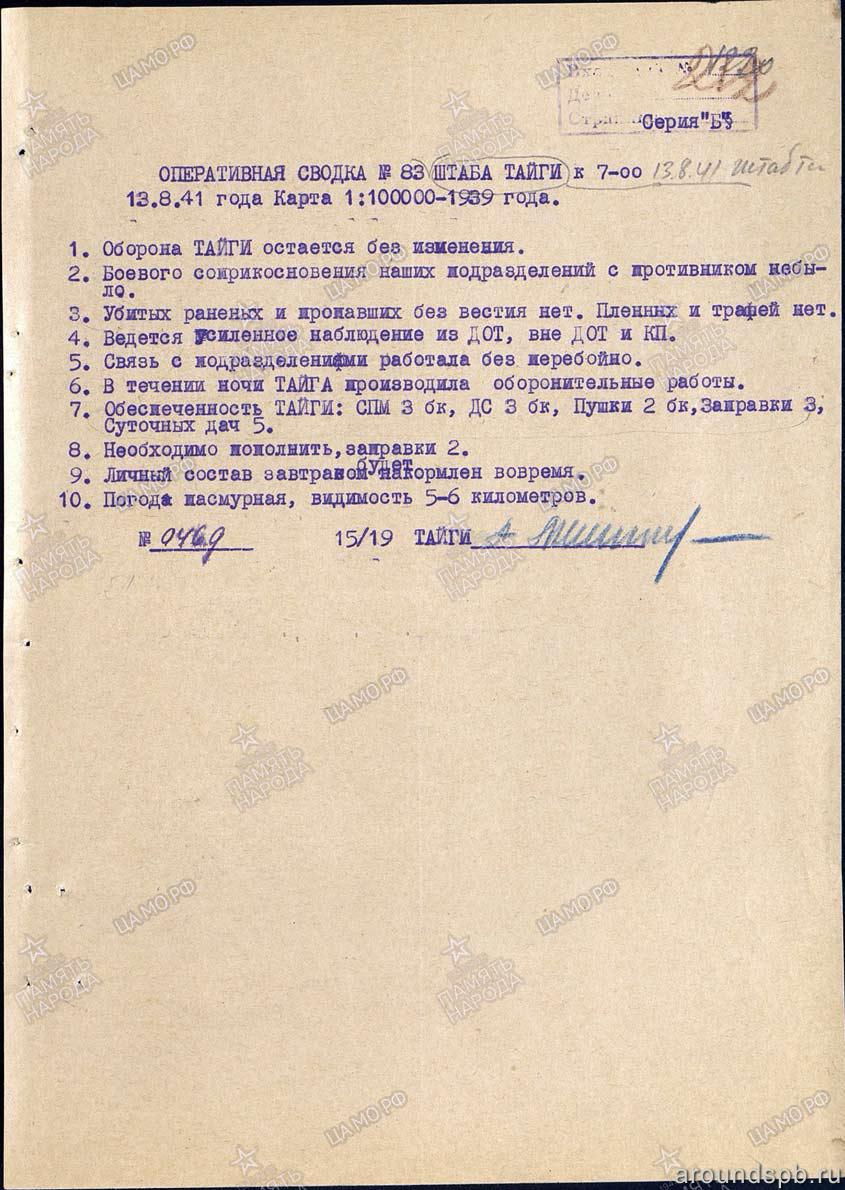 Серия "Б"
ОПЕРАТИВНАЯ СВОДКА № 83 ШТАБА ТАЙГИ к 7-оо 13.8.41
13.8.41 года Карта 1:100000-1939 года.
1. Оборона ТАЙГИ остается без изменения.
2. Боевого соприкосновения наших подразделений с противником небы-
ло.
3. Убитых раненых и пропавших без вестия нет. Пленных и трафей нет.
4. Ведется усиленное наблюдение из ДОТ, вне ДОТ и КП.
5. Связь с подразделениями работала без перебойно.
6. В течении ночи ТАЙГА производила оборонительные работы.
7. Обеспеченность ТАЙГИ: СПМ 3 бк, ДС 3 бк, Пушки 2 бк,Заправки 3,
Суточных дач 5.
8. Необходимо пополнить,заправки 2.
9. Личный состав завтраком будет накормлен вовремя.
10. Погода пасмурная, видимость 5-6 километров.
№ 0469 15/19 ТАЙГИ
ПАМЯТЬ НАРОДА
ЦАМО РФ
aroundspb.ru